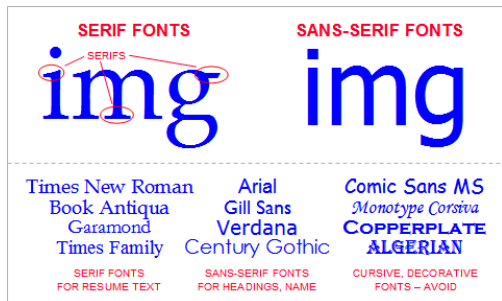 SERIF FONTS
SERIFS
img
SANS-SERIF FONTS
img
Times New Roman
Book Antiqua
Garamond
Times Family
SERIF FONTS
FOR RESUME TEXT
Arial
Gill Sans
Verdana
Century Gothic
SANS-SERIF FONTS
FOR HEADINGS, NAME
Comic Sans MS
Monotype Corsiva
COPPERPLATE
ALGERIAN
CURSIVE, DECORATIVE
FONTS – AVOID